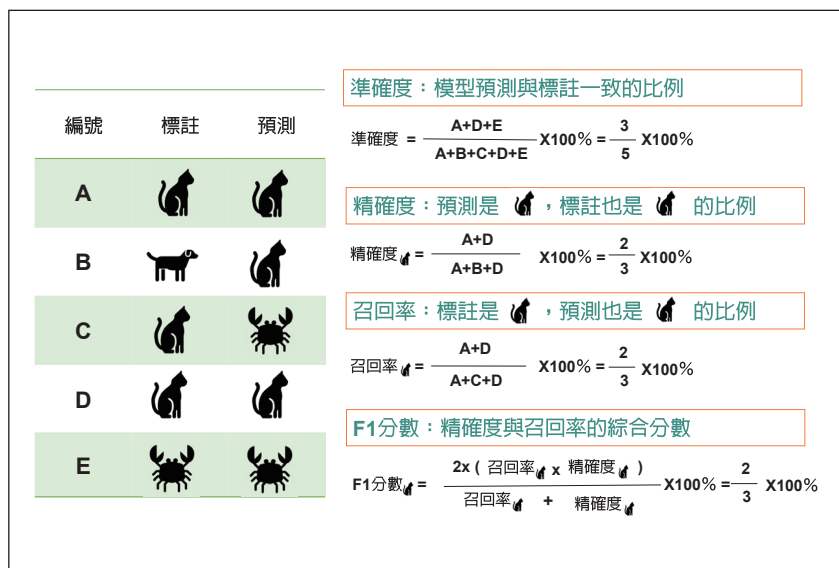 編號 標註 預測
A
B
C
D
E
準確度：模型預測與標註一致的比例
準確度 = A+D+E / A+B+C+D+E X100% = 3 / 5 X100%
精確度：預測是 ，標註也是 的比例
精確度 = A+D / A+B+D X100% = 2 / 3 X100%
召回率：標註是 ，預測也是 的比例
召回率 = A+D / A+C+D X100% = 2 / 3 X100%
F1分數：精確度與召回率的綜合分數
F1分數 = 2x ( 召回率 x 精確度 ) / 召回率 + 精確度 X100% = 2 / 3 X100%